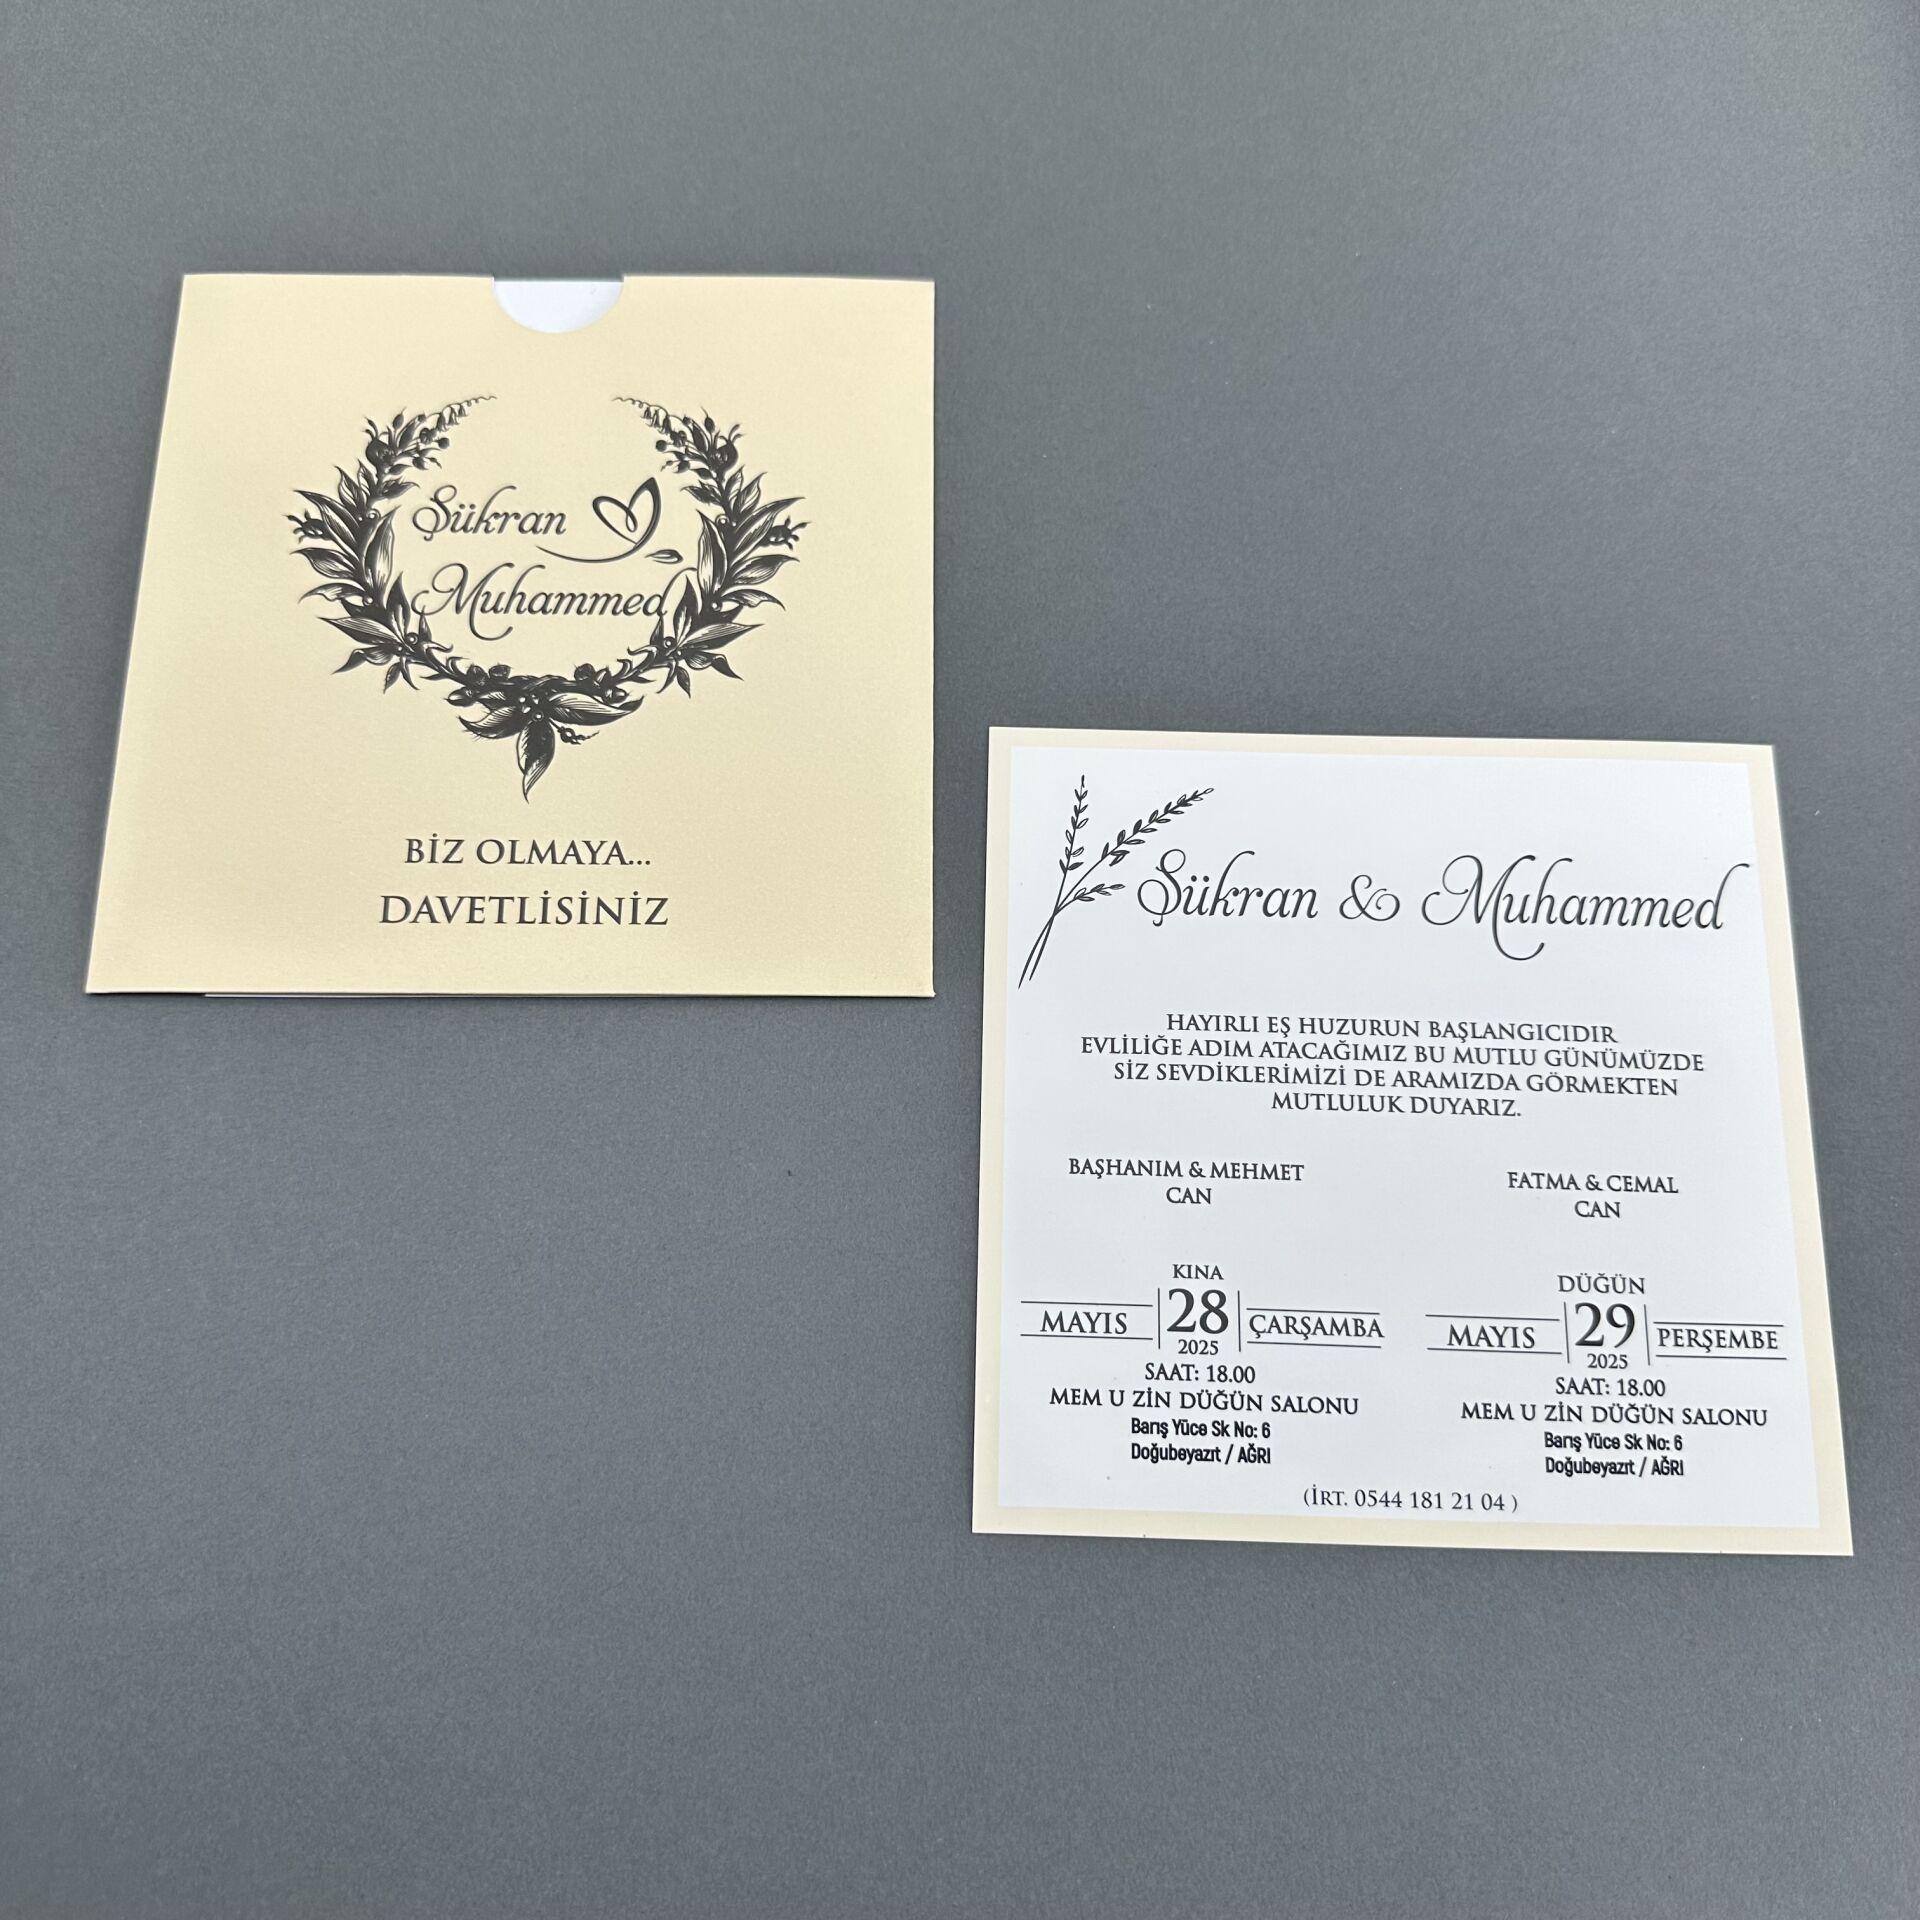 Şükran
Muhammed
BİZ OLMAYA...
DAVETLİSİNİZ
Şükran & Muhammed
HAYIRLI EŞ HUZURUN BAŞLANGICIDIR
EVLİLİĞE ADIM ATACAĞIMIZ BU MUTLU GÜNÜMÜZDE
SİZ SEVDİKLERİMİZİ DE ARAMIZDA GÖRMEKTEN
MUTLULUK DUYARIZ.
BAŞHANIM & MEHMET
CAN
FATMA & CEMAL
CAN
KINA
MAYIS 28 ÇARŞAMBA
2025
SAAT: 18.00
MEM U ZİN DÜĞÜN SALONU
Barış Yüce Sk No: 6
Doğubeyazıt / AĞRI
DÜĞÜN
MAYIS 29 PERŞEMBE
2025
SAAT: 18.00
MEM U ZİN DÜĞÜN SALONU
Barış Yüce Sk No: 6
Doğubeyazıt / AĞRI
(İRT. 0544 181 21 04 )